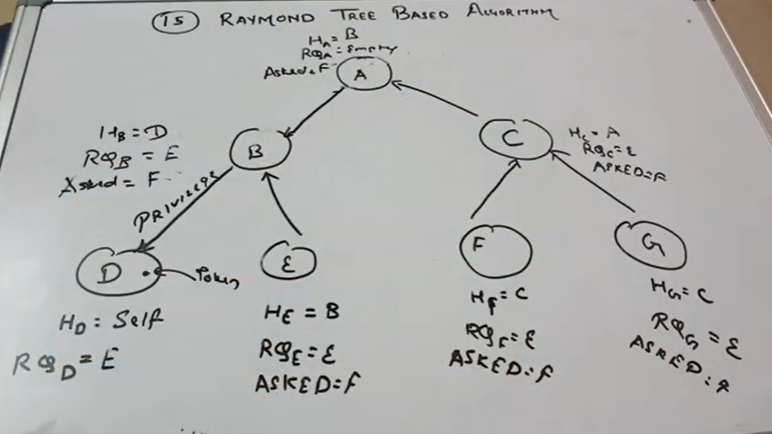 15 RAYMOND TREE BASED ALGORITHM
HA = B
RQA = Empty
Asked = F
A
HB = D
RQB = E
Asked = F
B
C
HC = A
RQC = E
ASKED = F
PRIVILEGE
D
Token
E
F
G
HD = Self
RQD = E
HE = B
RQE = E
ASKED = F
HF = C
RQF = E
ASKED = F
HG = C
RQG = E
ASKED = F